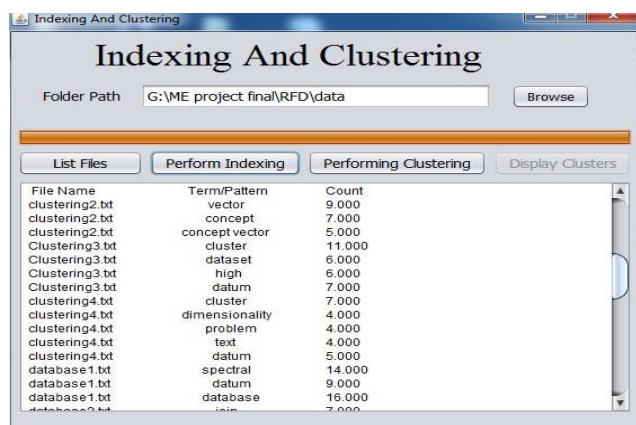 Indexing And Clustering
Indexing And Clustering
Folder Path G:\ME project final\RFD\data Browse
List Files Perform Indexing Performing Clustering Display Clusters
File Name Term/Pattern Count
clustering2.txt vector 9.000
clustering2.txt concept 7.000
clustering2.txt concept vector 5.000
Clustering3.txt cluster 11.000
Clustering3.txt dataset 6.000
Clustering3.txt high 6.000
Clustering3.txt datum 7.000
clustering4.txt cluster 7.000
clustering4.txt dimensionality 4.000
clustering4.txt problem 4.000
clustering4.txt text 4.000
clustering4.txt datum 5.000
database1.txt spectral 14.000
database1.txt datum 9.000
database1.txt database 16.000
database2.txt join 7.000